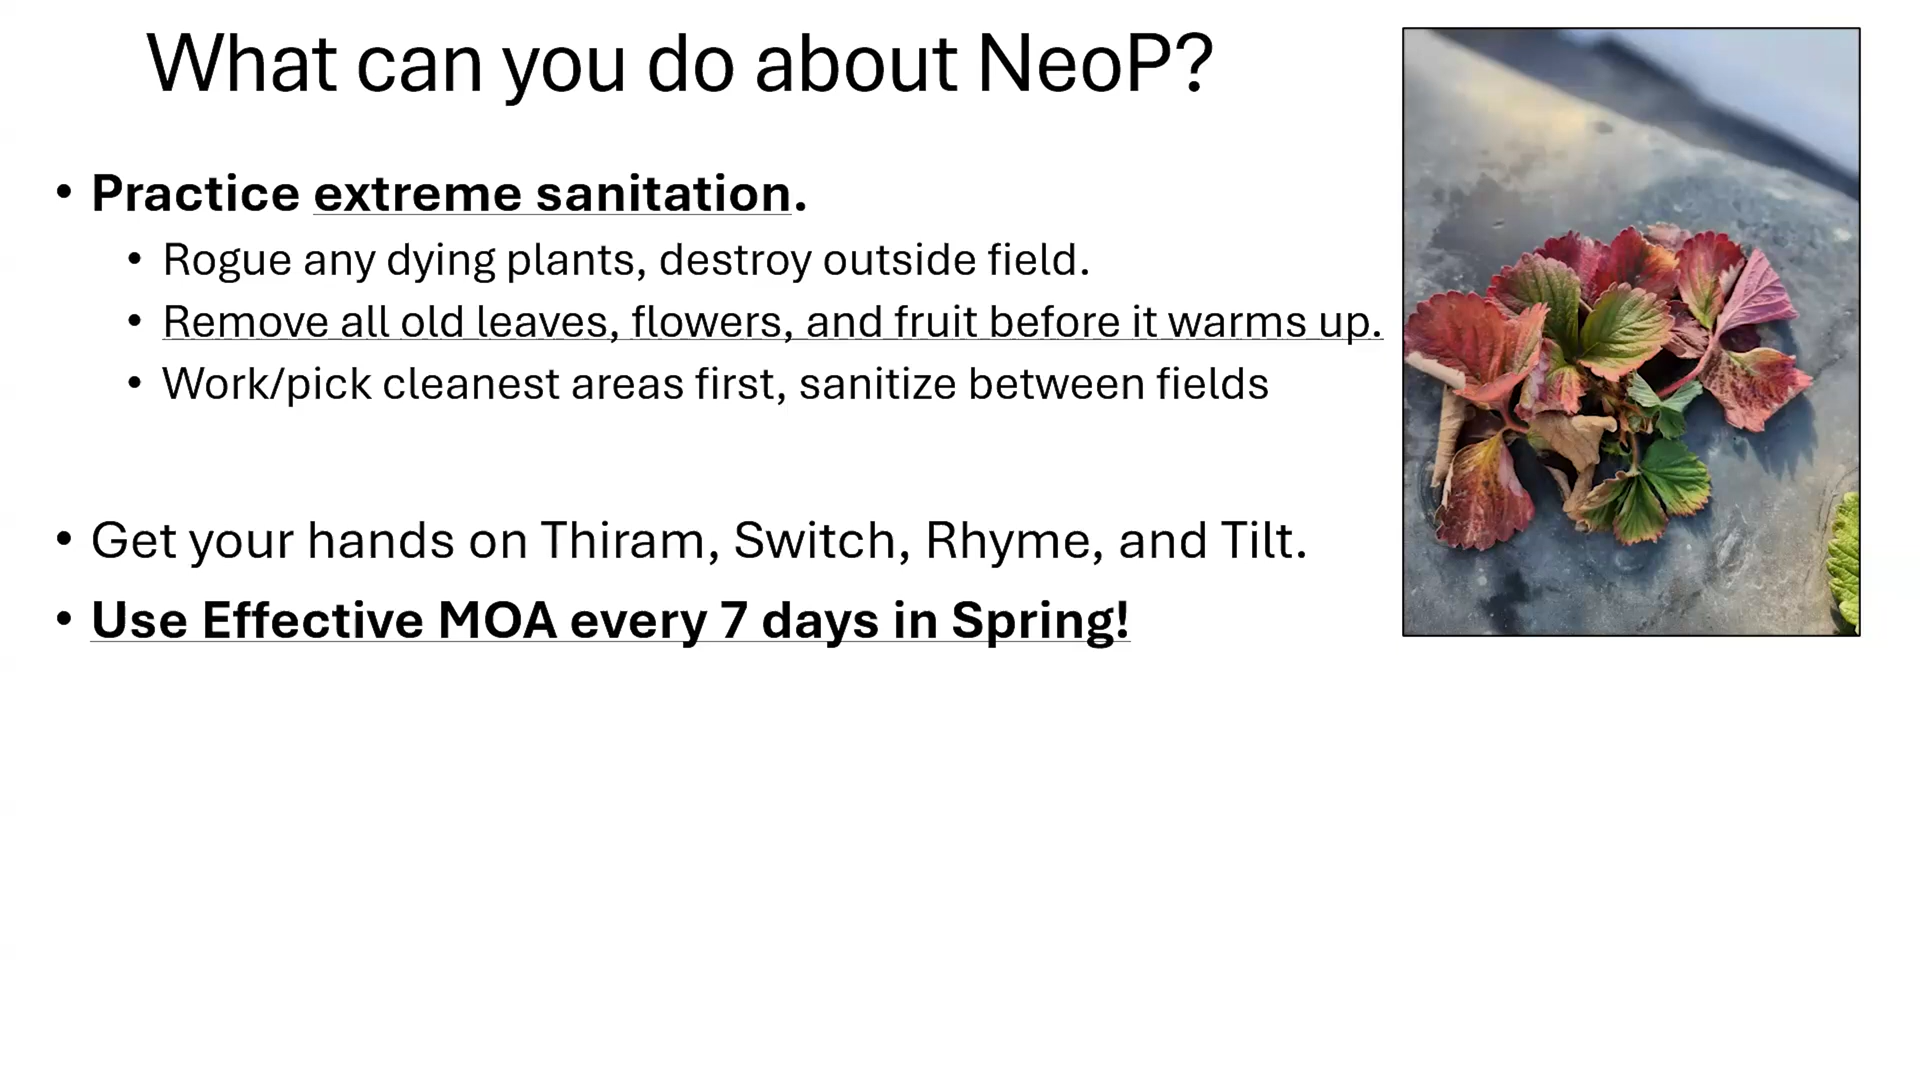 What can you do about NeoP?
• Practice extreme sanitation.
• Rogue any dying plants, destroy outside field.
• Remove all old leaves, flowers, and fruit before it warms up.
• Work/pick cleanest areas first, sanitize between fields
• Get your hands on Thiram, Switch, Rhyme, and Tilt.
• Use Effective MOA every 7 days in Spring!